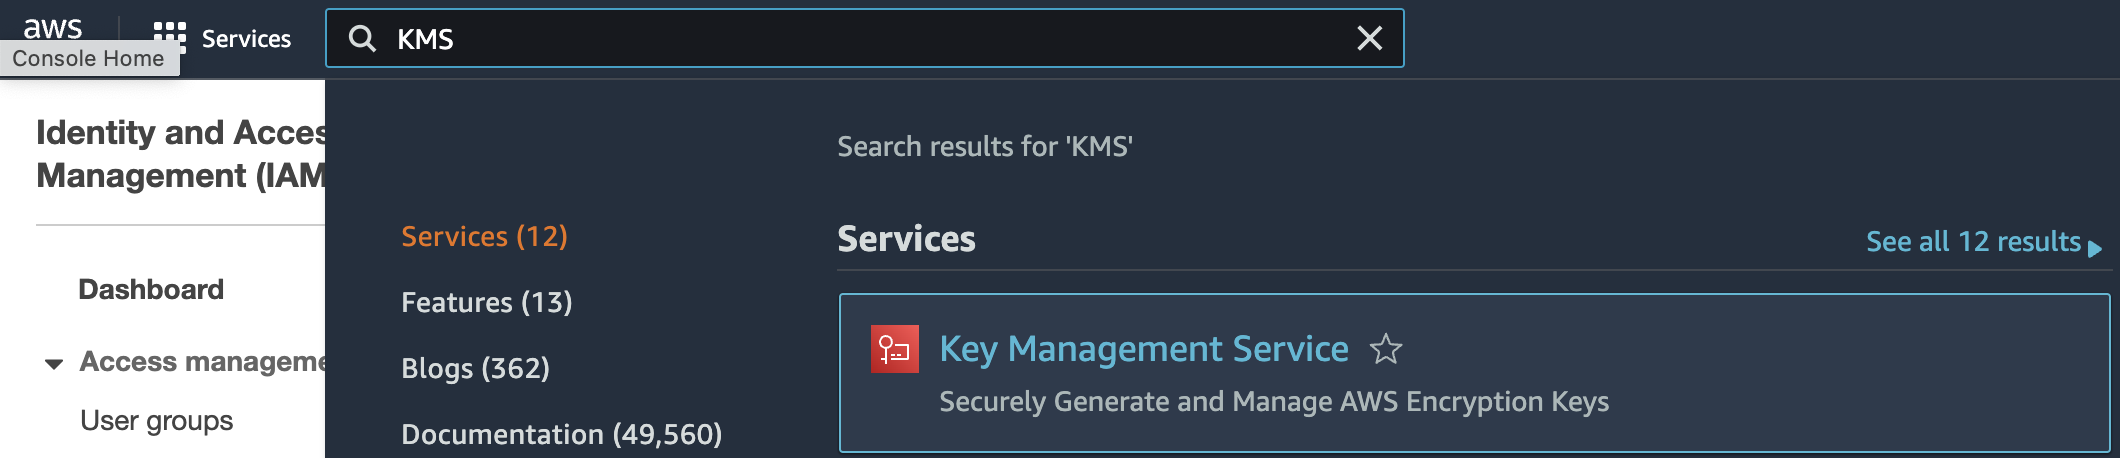 aws
Services
KMS
Console Home
Identity and Acces
Management (IAM
Dashboard
Access manageme
User groups
Search results for 'KMS'
Services (12)
Features (13)
Blogs (362)
Documentation (49,560)
Services
See all 12 results
Key Management Service
Securely Generate and Manage AWS Encryption Keys